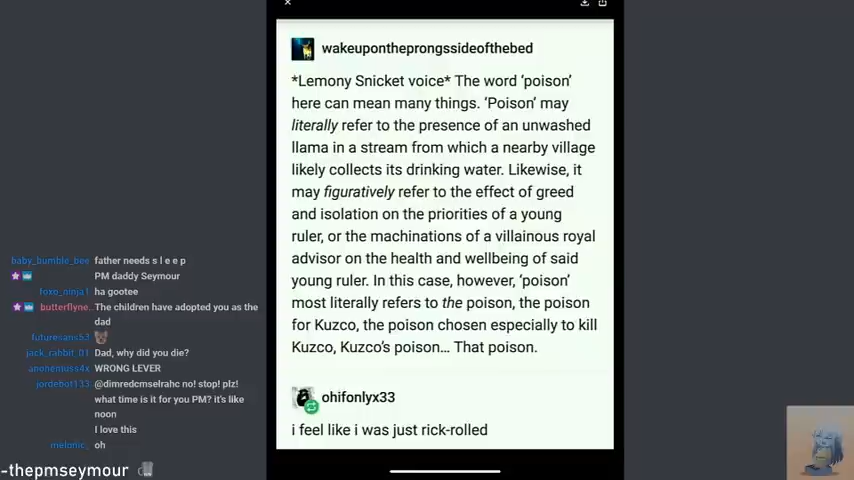 wakeupontheprongssideofthebed
*Lemony Snicket voice* The word ‘poison’
here can mean many things. ‘Poison’ may
literally refer to the presence of an unwashed
llama in a stream from which a nearby village
likely collects its drinking water. Likewise, it
may figuratively refer to the effect of greed
and isolation on the priorities of a young
ruler, or the machinations of a villainous royal
advisor on the health and wellbeing of said
young ruler. In this case, however, ‘poison’
most literally refers to the poison, the poison
for Kuzco, the poison chosen especially to kill
Kuzco, Kuzco’s poison... That poison.
ohifonlyx33
i feel like i was just rick-rolled
baby_bumble_bee father needs s l e e p
PM daddy Seymour
foxo_ninja1 ha gootee
butterflyne.. The children have adopted you as the
dad
futuresans53
jack_rabbit_01 Dad, why did you die?
anoheniuss4x WRONG LEVER
jordebot133 @dimredcmselrahc no! stop! plz!
what time is it for you PM? it's like
noon
I love this
melonic_ oh
-thepmseymour